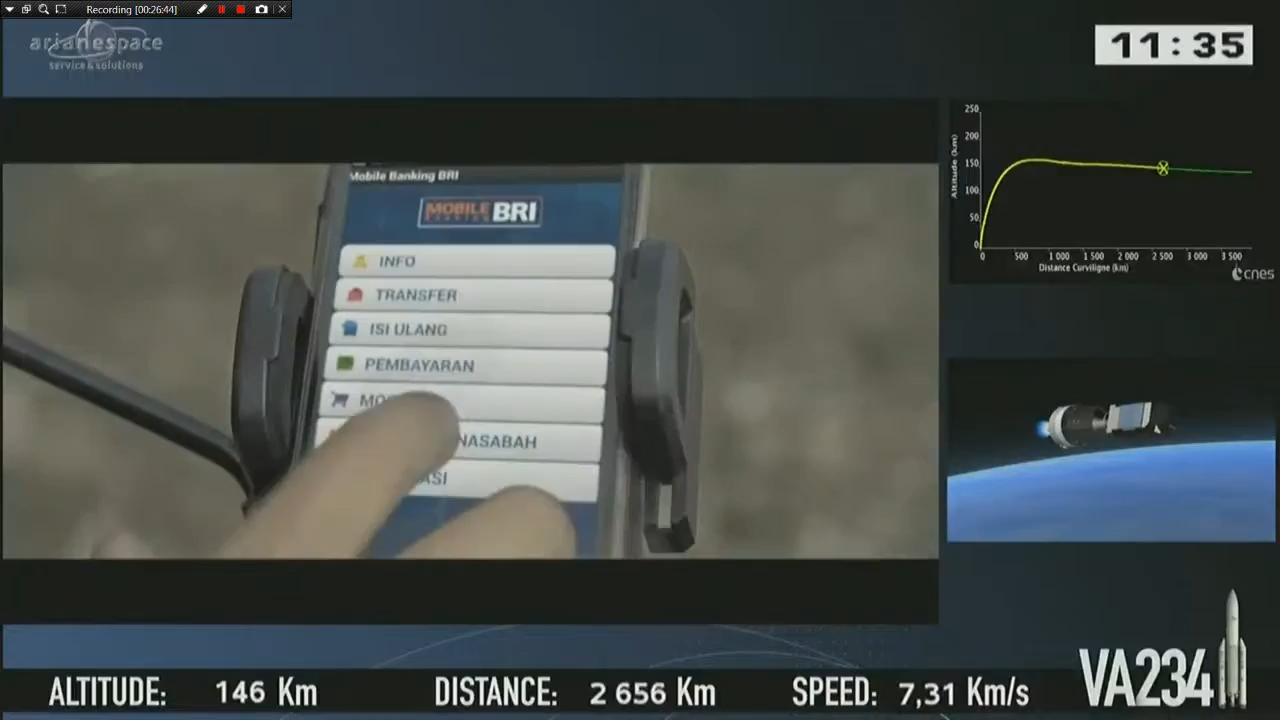 Recording [00:26:44]
arianespace
service & solutions
11:35
Mobile Banking BRI
MOBILE BANKING BRI
INFO
TRANSFER
ISI ULANG
PEMBAYARAN
NASABAH
250
200
150
100
50
0
Altitude (km)
0 500 1 000 1 500 2 000 2 500 3 000 3 500
Distance Curviligne (km)
cnes
VA234
ALTITUDE: 146 Km DISTANCE: 2 656 Km SPEED: 7,31 Km/s